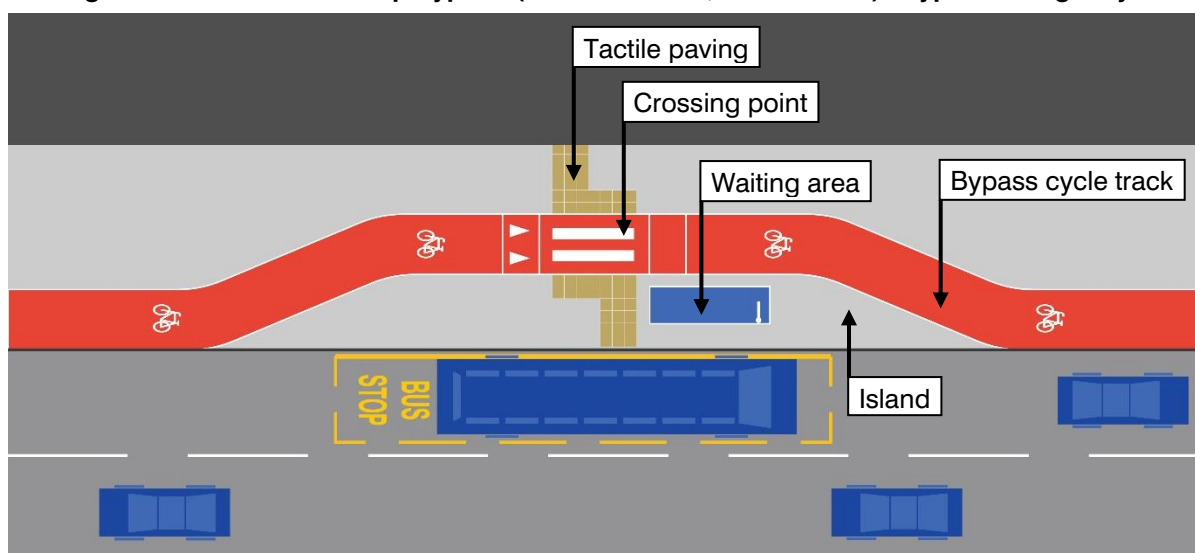 Tactile paving
Crossing point
Waiting area
Bypass cycle track
Island
BUS
STOP